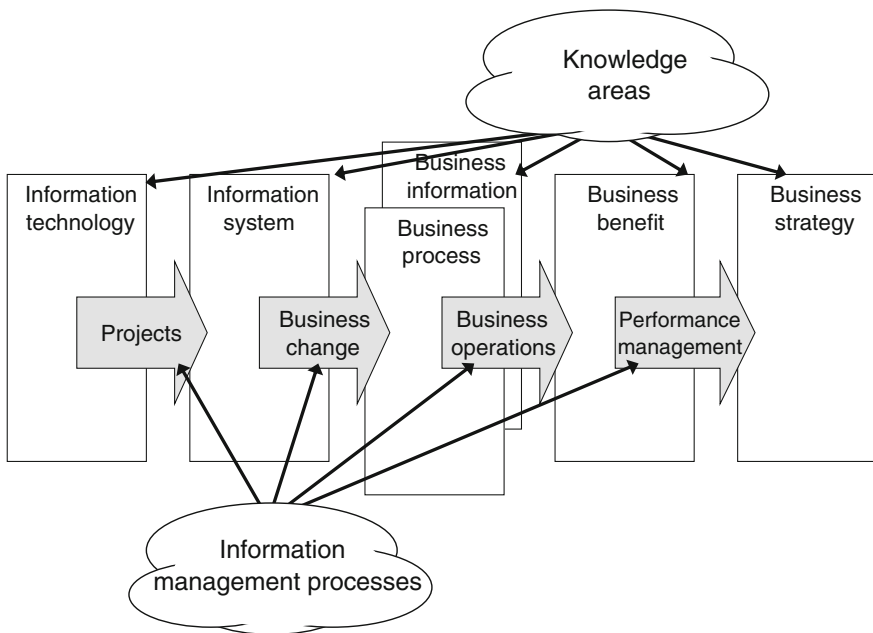 Knowledge
areas
Information
technology
Information
system
Business
information
Business
process
Business
benefit
Business
strategy
Projects
Business
change
Business
operations
Performance
management
Information
management processes